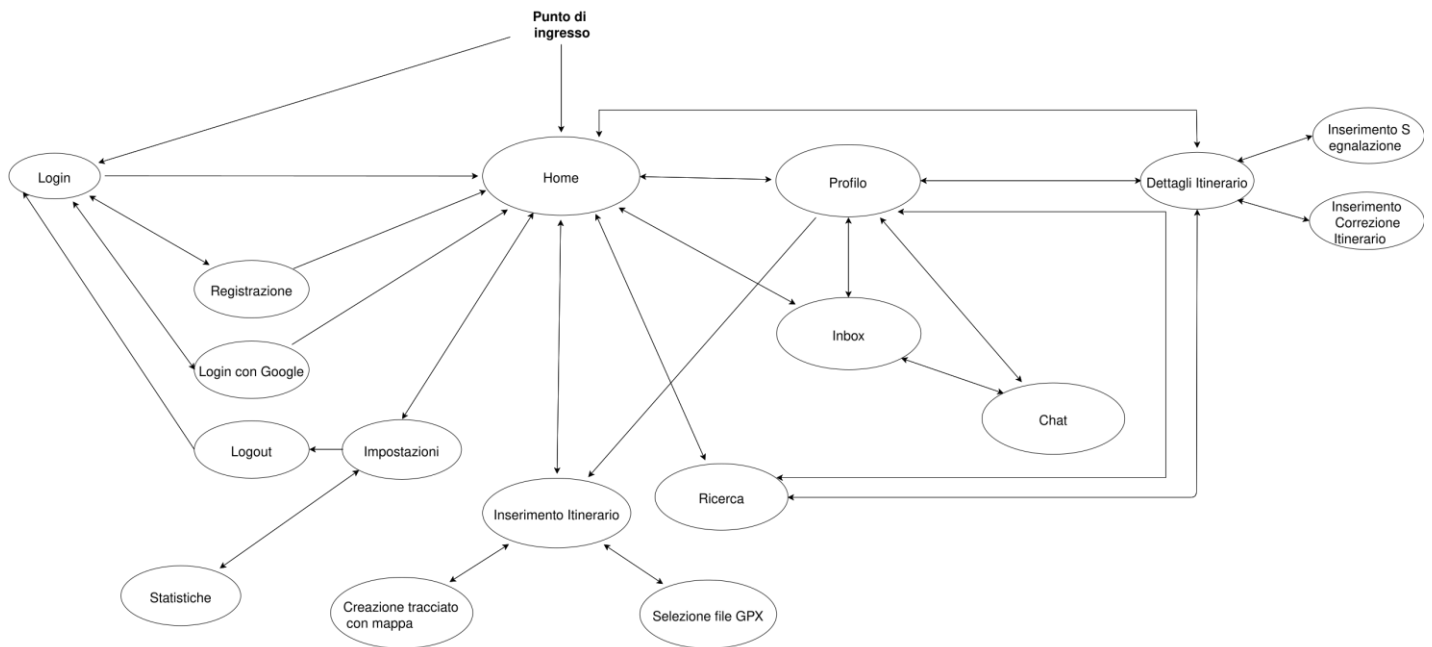 Punto di
ingresso
Login
Home
Profilo
Dettagli Itinerario
Inserimento S
egnalazione
Inserimento
Correzione
Itinerario
Registrazione
Login con Google
Inbox
Chat
Logout
Impostazioni
Ricerca
Inserimento Itinerario
Statistiche
Creazione tracciato
con mappa
Selezione file GPX